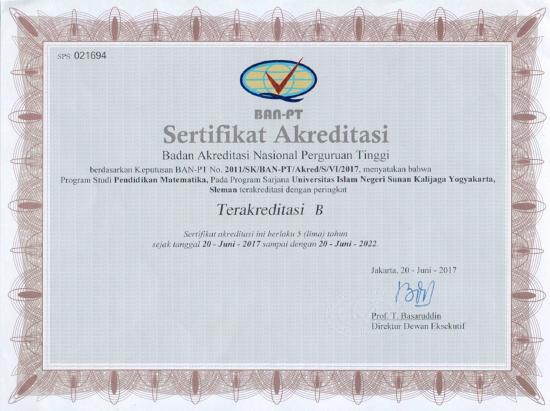 SPS: 021694
BAN-PT
Sertifikat Akreditasi
Badan Akreditasi Nasional Perguruan Tinggi
berdasarkan Keputusan BAN-PT No. 2011/SK/BAN-PT/Akred/S/VI/2017, menyatakan bahwa
Program Studi Pendidikan Matematika, Pada Program Sarjana Universitas Islam Negeri Sunan Kalijaga Yogyakarta,
Sleman terakreditasi dengan peringkat
Terakreditasi B
Sertifikat akreditasi ini berlaku 5 (lima) tahun
sejak tanggal 20 - Juni - 2017 sampai dengan 20 - Juni - 2022.
Jakarta, 20 - Juni - 2017
Prof. T. Basaruddin
Direktur Dewan Eksekutif